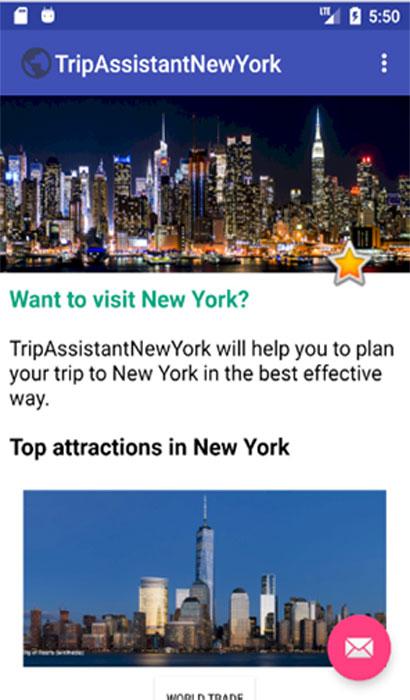 LTE 5:50
TripAssistantNewYork
Want to visit New York?
TripAssistantNewYork will help you to plan
your trip to New York in the best effective
way.
Top attractions in New York
WORLD TRADE